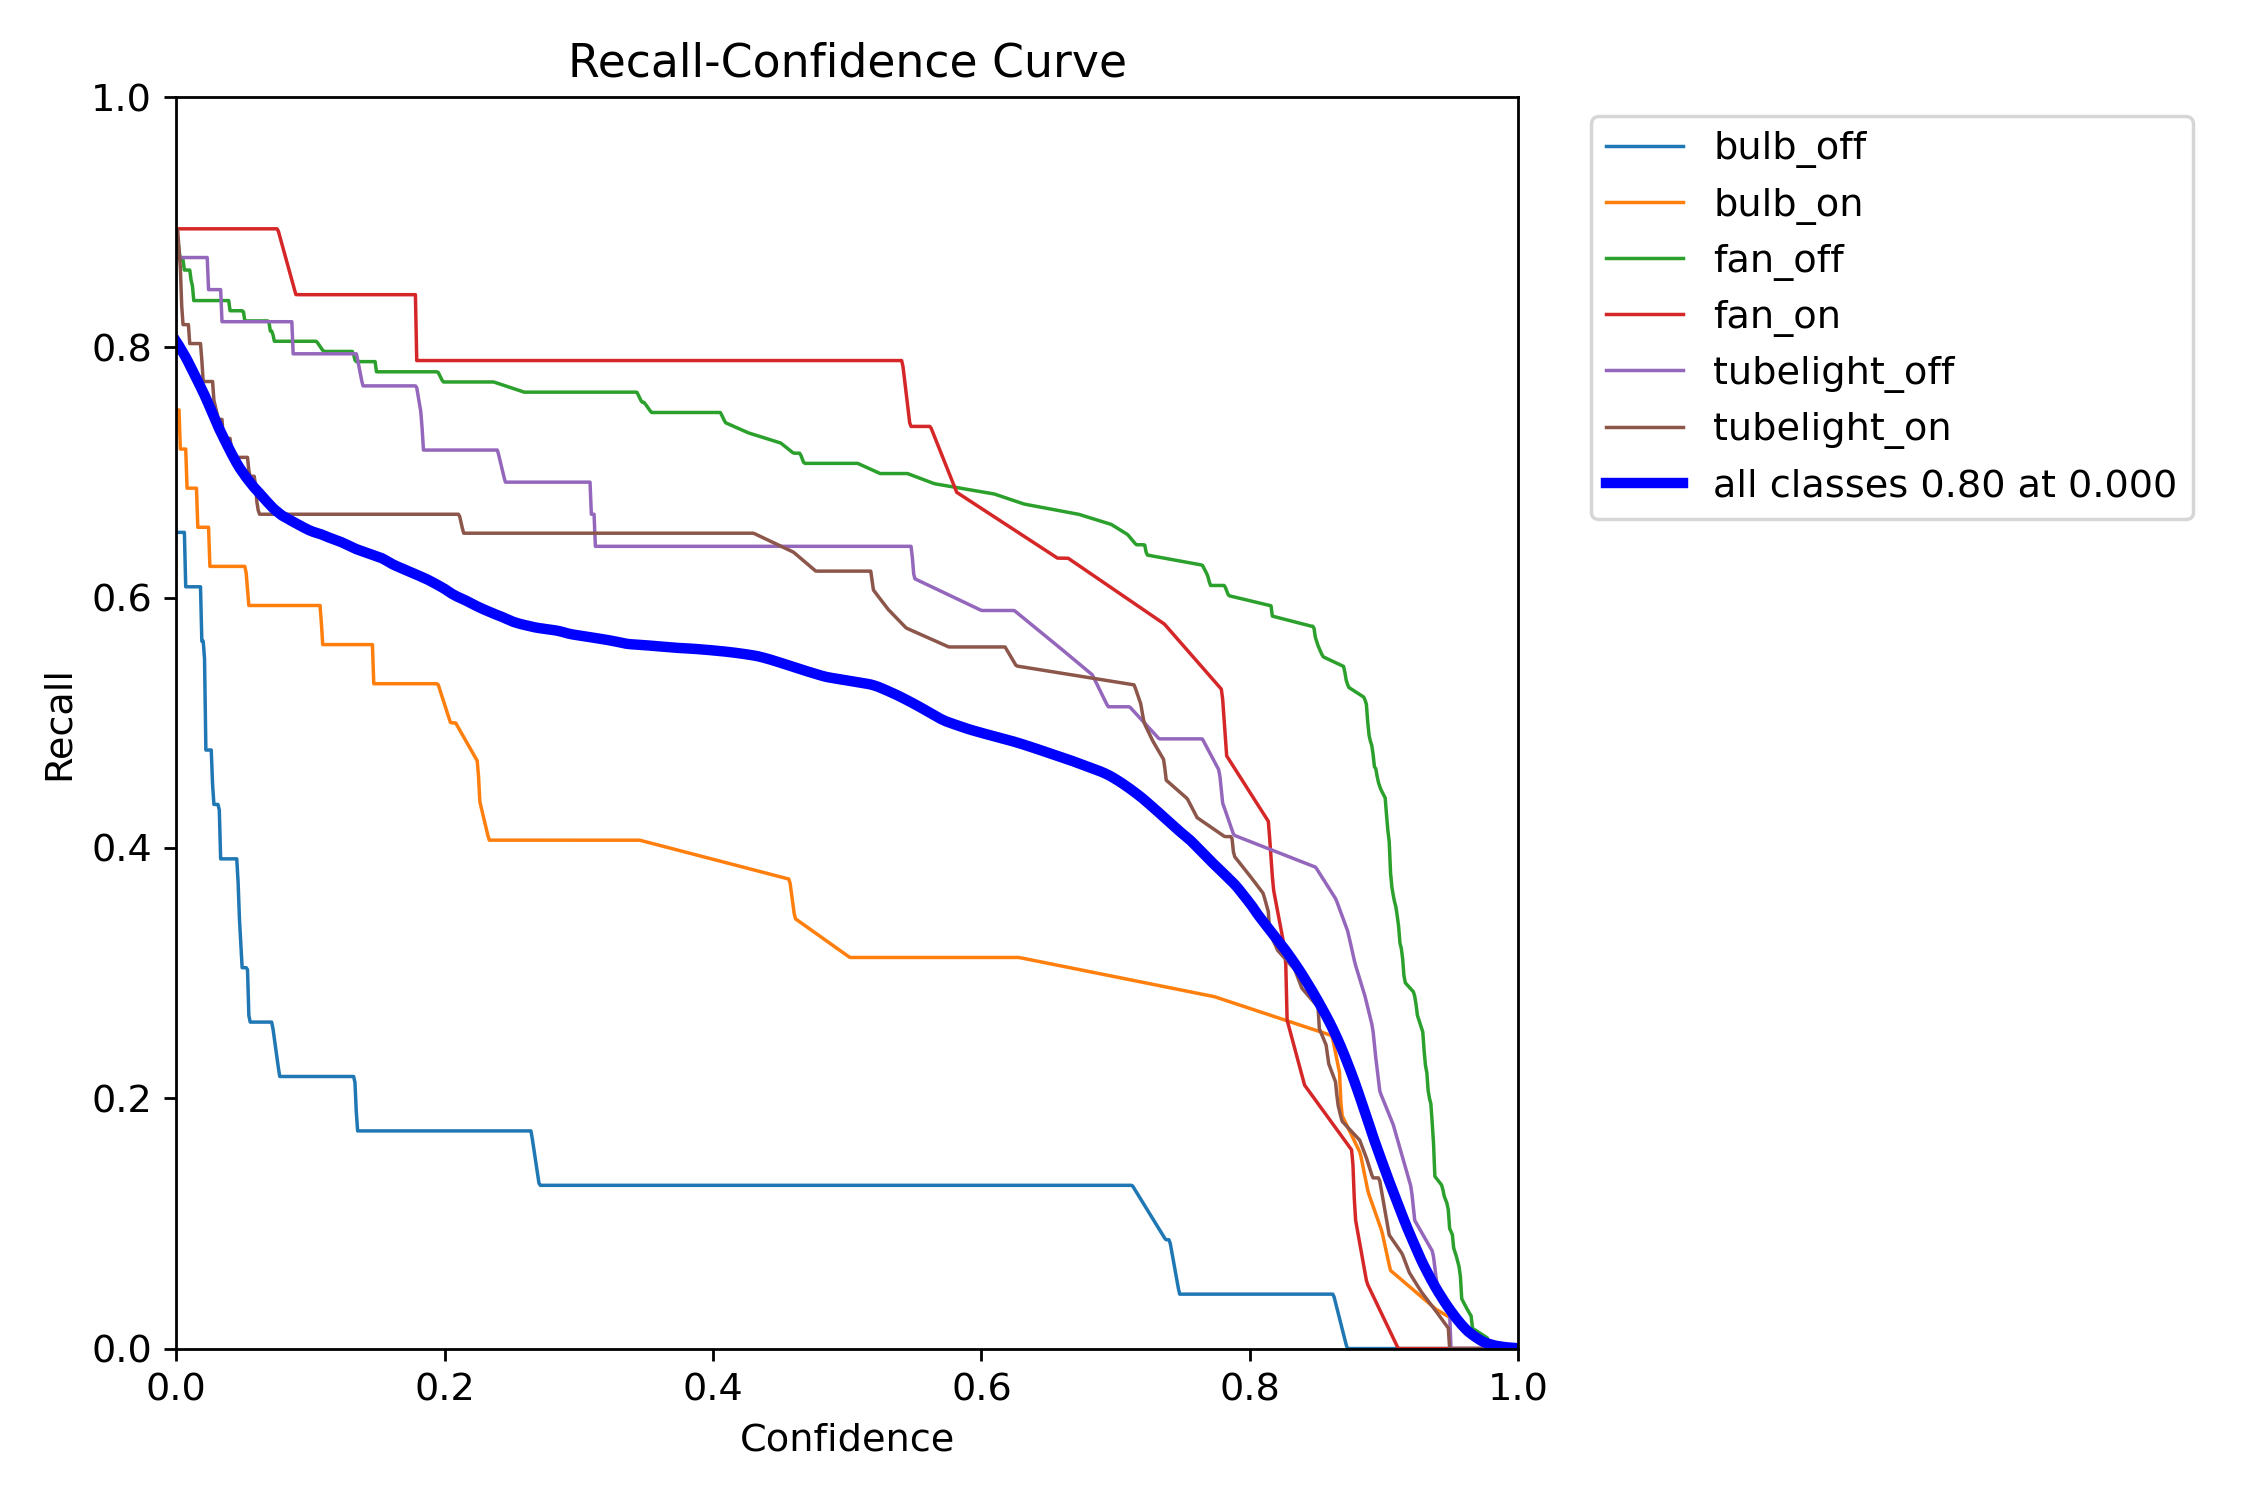 Recall-Confidence Curve
1.0
0.8
0.6
0.4
0.2
0.0
Recall
0.0 0.2 0.4 0.6 0.8 1.0
Confidence
bulb_off
bulb_on
fan_off
fan_on
tubelight_off
tubelight_on
all classes 0.80 at 0.000